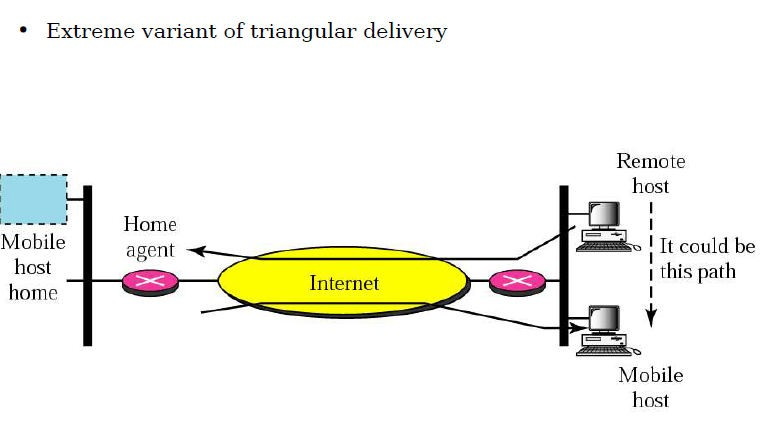 • Extreme variant of triangular delivery
Remote
host
Home
agent
Mobile
host
home
Internet
It could be
this path
Mobile
host